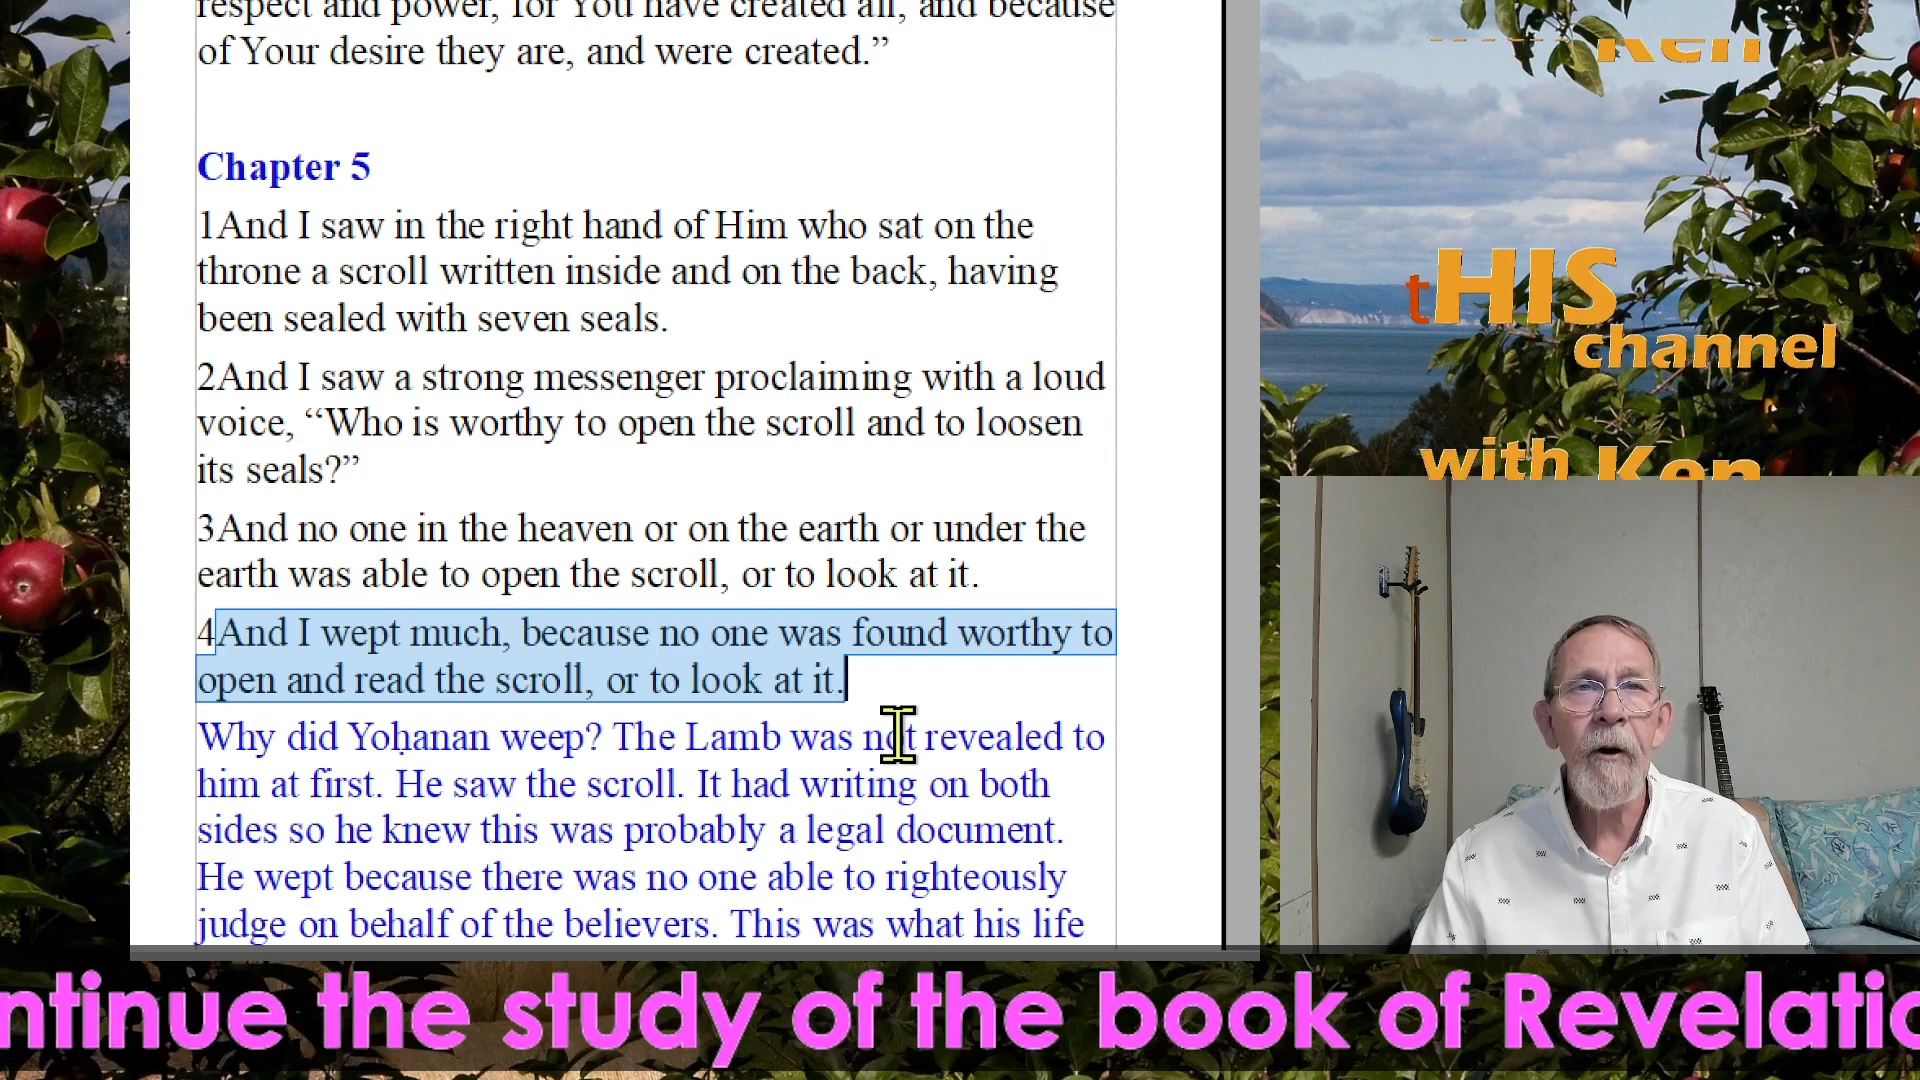 respect and power, for You have created all, and because
of Your desire they are, and were created.”
Chapter 5
1And I saw in the right hand of Him who sat on the
throne a scroll written inside and on the back, having
been sealed with seven seals.
2And I saw a strong messenger proclaiming with a loud
voice, “Who is worthy to open the scroll and to loosen
its seals?”
3And no one in the heaven or on the earth or under the
earth was able to open the scroll, or to look at it.
4And I wept much, because no one was found worthy to
open and read the scroll, or to look at it.
Why did Yoḥanan weep? The Lamb was not revealed to
him at first. He saw the scroll. It had writing on both
sides so he knew this was probably a legal document.
He wept because there was no one able to righteously
judge on behalf of the believers. This was what his life
Ken
tHIS
channel
with Ken
ntinue the study of the book of Revelatio